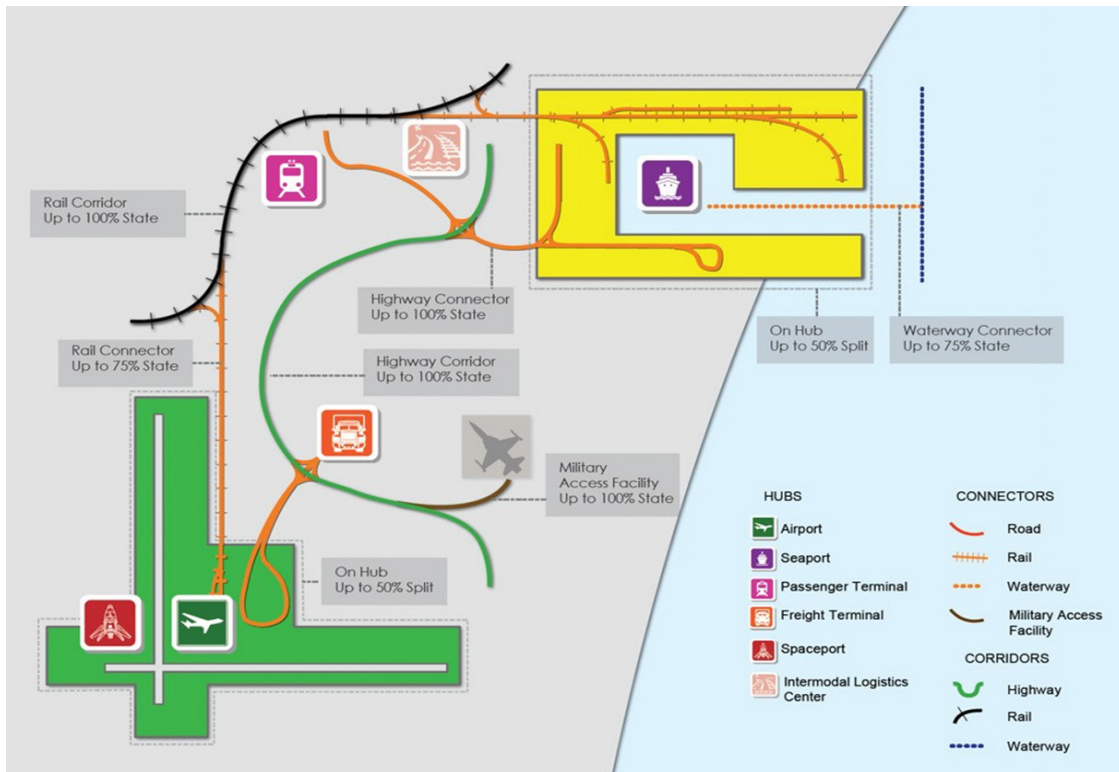 Rail Corridor
Up to 100% State
Highway Connector
Up to 100% State
On Hub
Up to 50% Split
Waterway Connector
Up to 75% State
Rail Connector
Up to 75% State
Highway Corridor
Up to 100% State
Military
Access Facility
Up to 100% State
On Hub
Up to 50% Split
HUBS
Airport
Seaport
Passenger Terminal
Freight Terminal
Spaceport
Intermodal Logistics
Center
CONNECTORS
Road
Rail
Waterway
Military Access
Facility
CORRIDORS
Highway
Rail
Waterway